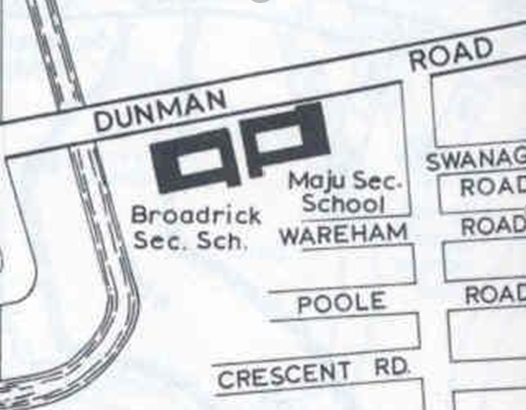 DUNMAN ROAD
Broadrick
Sec. Sch.
Maju Sec.
School
SWANAG
ROAD
WAREHAM ROAD
POOLE ROAD
CRESCENT RD.